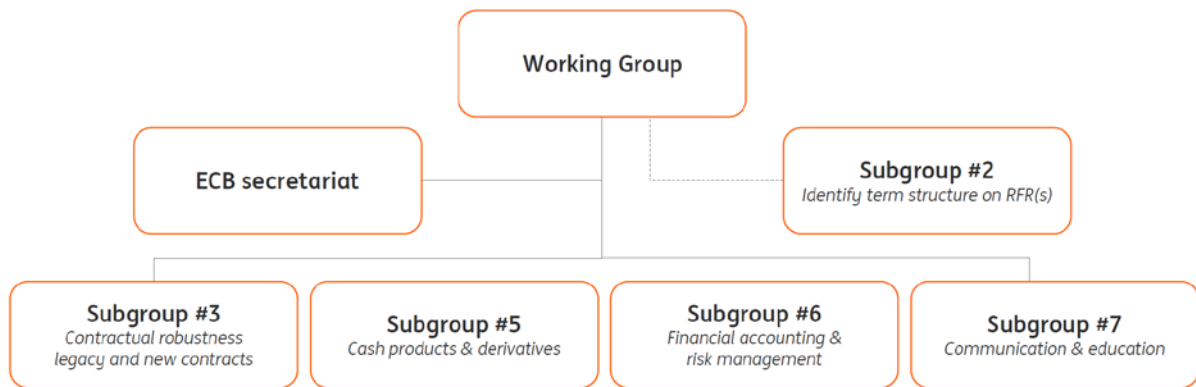 Working Group
ECB secretariat
Subgroup #2
Identify term structure on RFR(s)
Subgroup #3
Contractual robustness
legacy and new contracts
Subgroup #5
Cash products & derivatives
Subgroup #6
Financial accounting &
risk management
Subgroup #7
Communication & education